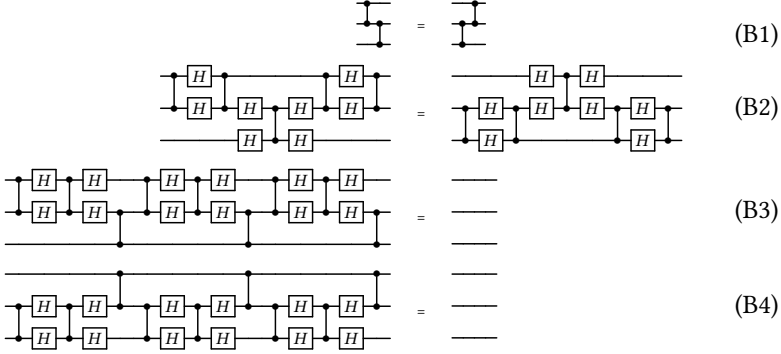 = (B1)
H H H H
H H H H = H H H H (B2)
H H H H
H H H H H H
H H H H H H = (B3)
H H H H H H = (B4)
H H H H H H